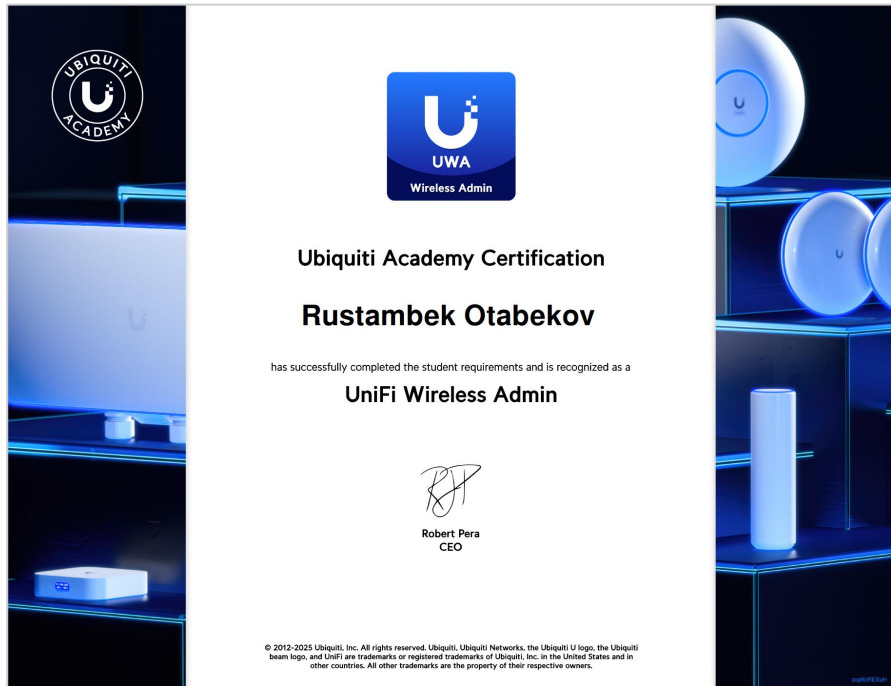 UBIQUITI ACADEMY
UWA
Wireless Admin
Ubiquiti Academy Certification
Rustambek Otabekov
has successfully completed the student requirements and is recognized as a
UniFi Wireless Admin
Robert Pera
CEO
© 2012-2025 Ubiquiti, Inc. All rights reserved. Ubiquiti, Ubiquiti Networks, the Ubiquiti U logo, the Ubiquiti
beam logo, and UniFi are trademarks or registered trademarks of Ubiquiti, Inc. in the United States and in
other countries. All other trademarks are the property of their respective owners.